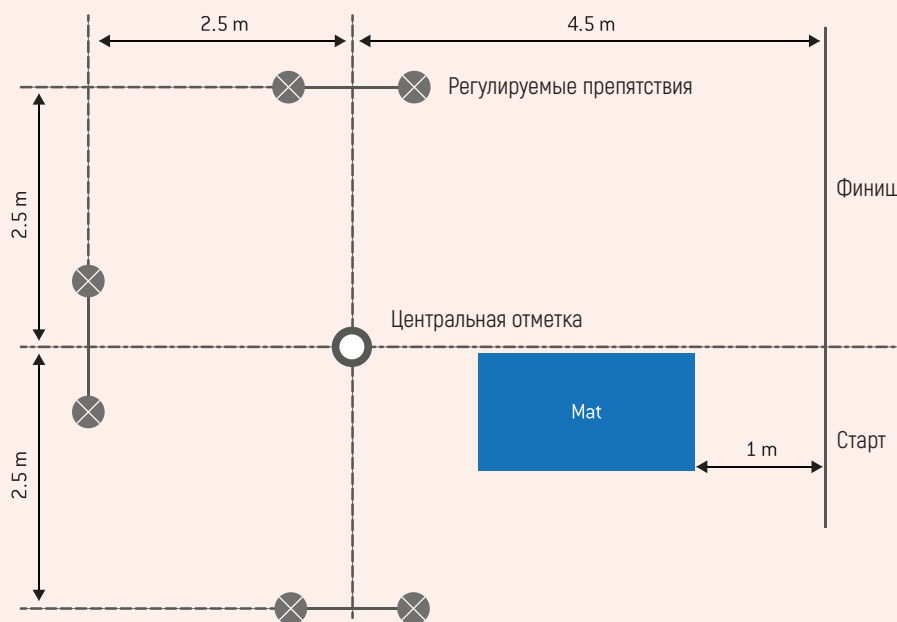 2.5 m
4.5 m
Регулируемые препятствия
2.5 m
Финиш
Центральная отметка
Mat
Старт
1 m
2.5 m